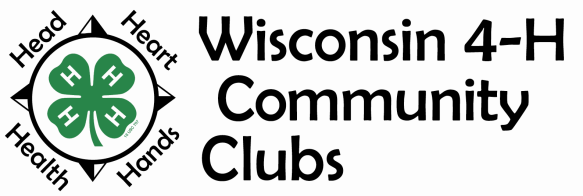 Head
Heart
Health
Hands
H H
H H
Wisconsin 4-H
Community
Clubs